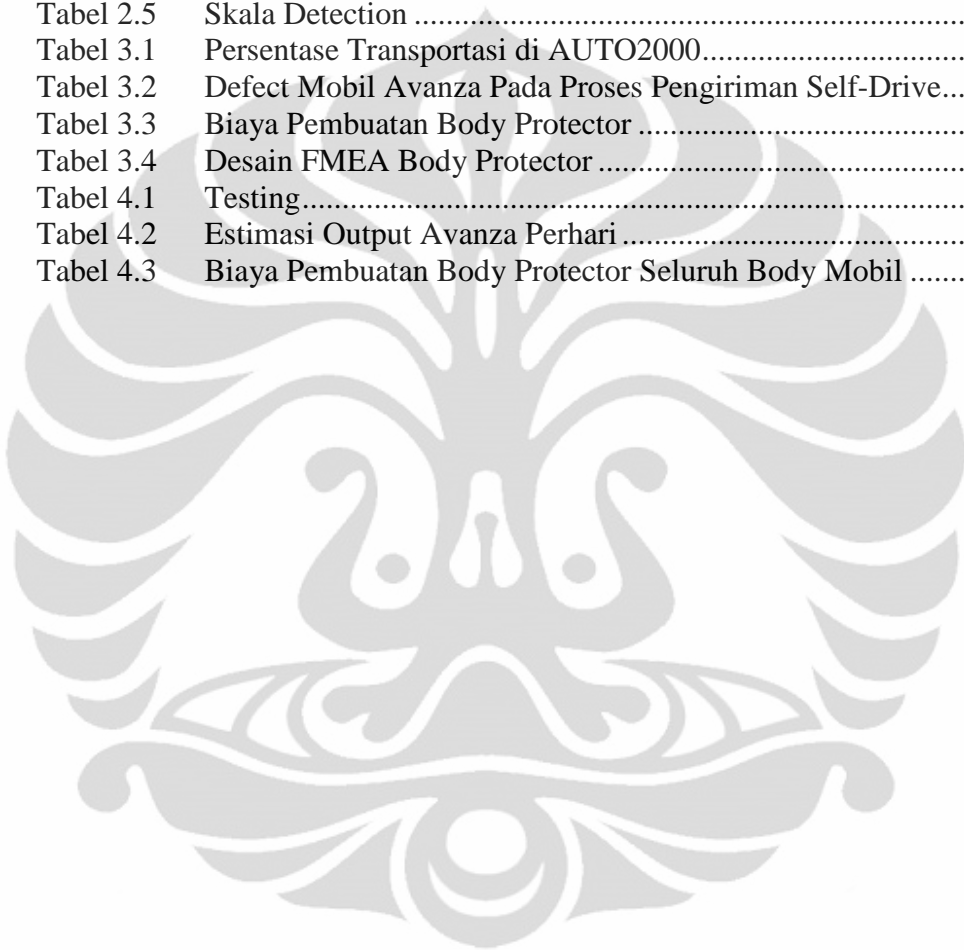 Tabel 2.5 Skala Detection ....................................................................
Tabel 3.1 Persentase Transportasi di AUTO2000.................................
Tabel 3.2 Defect Mobil Avanza Pada Proses Pengiriman Self-Drive...
Tabel 3.3 Biaya Pembuatan Body Protector ..........................................
Tabel 3.4 Desain FMEA Body Protector ...............................................
Tabel 4.1 Testing....................................................................................
Tabel 4.2 Estimasi Output Avanza Perhari ...........................................
Tabel 4.3 Biaya Pembuatan Body Protector Seluruh Body Mobil .......